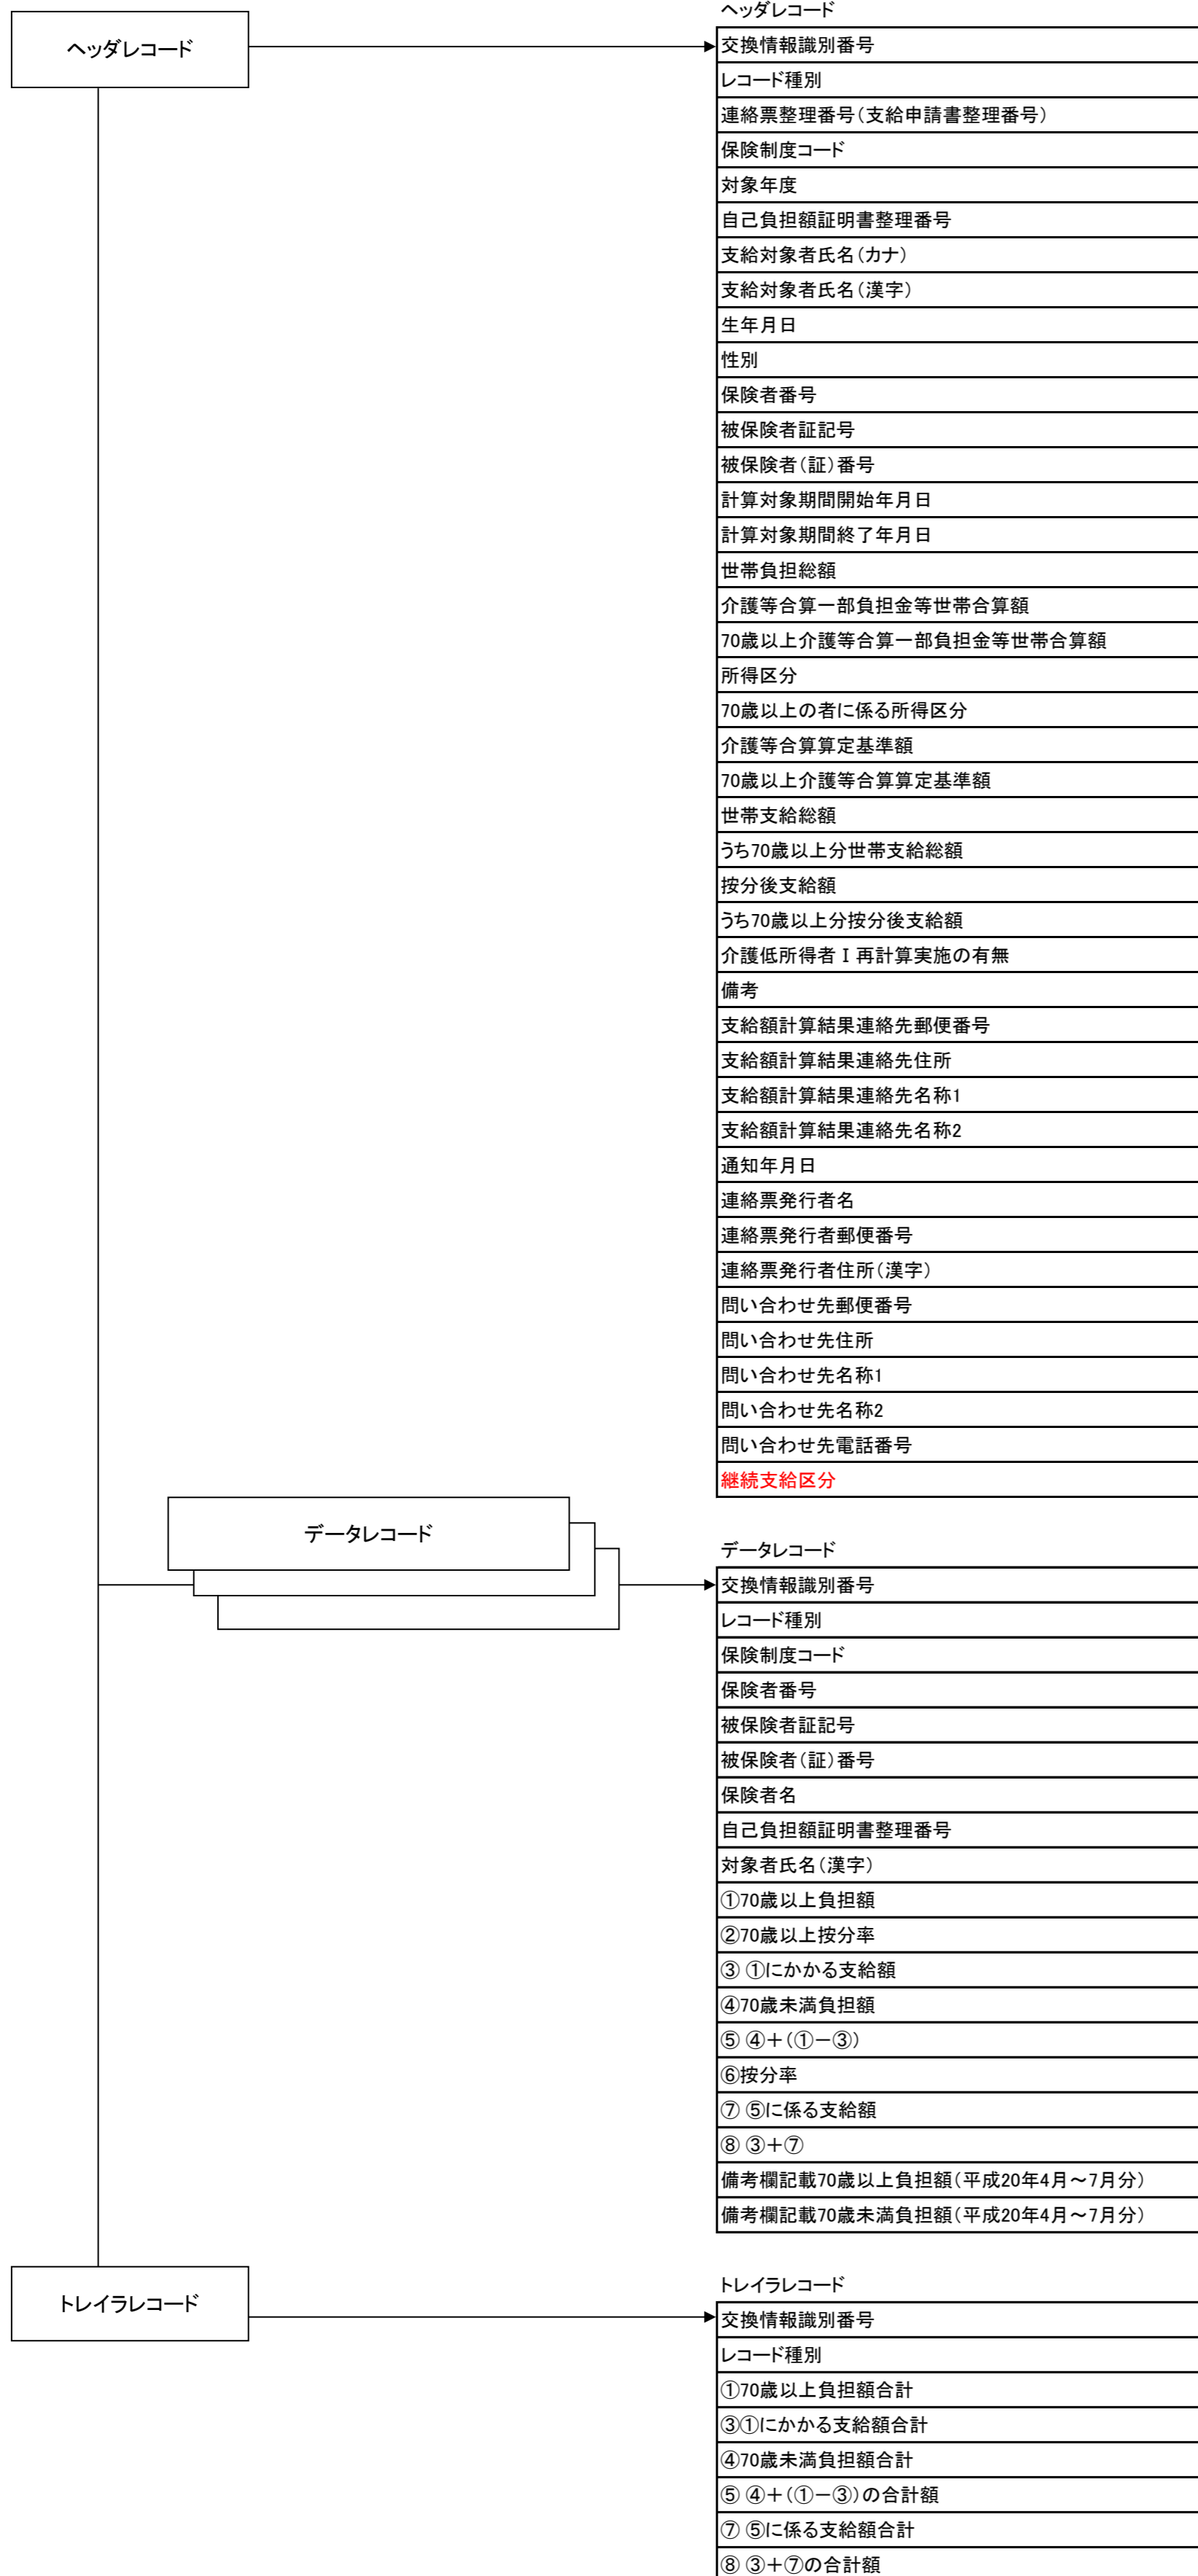 ヘッダレコード
ヘッダレコード
交換情報識別番号
レコード種別
連絡票整理番号(支給申請書整理番号)
保険制度コード
対象年度
自己負担額証明書整理番号
支給対象者氏名(カナ)
支給対象者氏名(漢字)
生年月日
性別
保険者番号
被保険者証記号
被保険者(証)番号
計算対象期間開始年月日
計算対象期間終了年月日
世帯負担総額
介護等合算一部負担金等世帯合算額
70歳以上介護等合算一部負担金等世帯合算額
所得区分
70歳以上の者に係る所得区分
介護等合算算定基準額
70歳以上介護等合算算定基準額
世帯支給総額
うち70歳以上分世帯支給総額
按分後支給額
うち70歳以上分按分後支給額
介護低所得者Ⅰ再計算実施の有無
備考
支給額計算結果連絡先郵便番号
支給額計算結果連絡先住所
支給額計算結果連絡先名称1
支給額計算結果連絡先名称2
通知年月日
連絡票発行者名
連絡票発行者郵便番号
連絡票発行者住所(漢字)
問い合わせ先郵便番号
問い合わせ先住所
問い合わせ先名称1
問い合わせ先名称2
問い合わせ先電話番号
継続支給区分
データレコード
データレコード
交換情報識別番号
レコード種別
保険制度コード
保険者番号
被保険者証記号
被保険者(証)番号
保険者名
自己負担額証明書整理番号
対象者氏名(漢字)
①70歳以上負担額
②70歳以上按分率
③ ①にかかる支給額
④70歳未満負担額
⑤ ④+(①-③)
⑥按分率
⑦ ⑤に係る支給額
⑧ ③+⑦
備考欄記載70歳以上負担額(平成20年4月~7月分)
備考欄記載70歳未満負担額(平成20年4月~7月分)
トレイラレコード
トレイラレコード
交換情報識別番号
レコード種別
①70歳以上負担額合計
③①にかかる支給額合計
④70歳未満負担額合計
⑤ ④+(①-③)の合計額
⑦ ⑤に係る支給額合計
⑧ ③+⑦の合計額